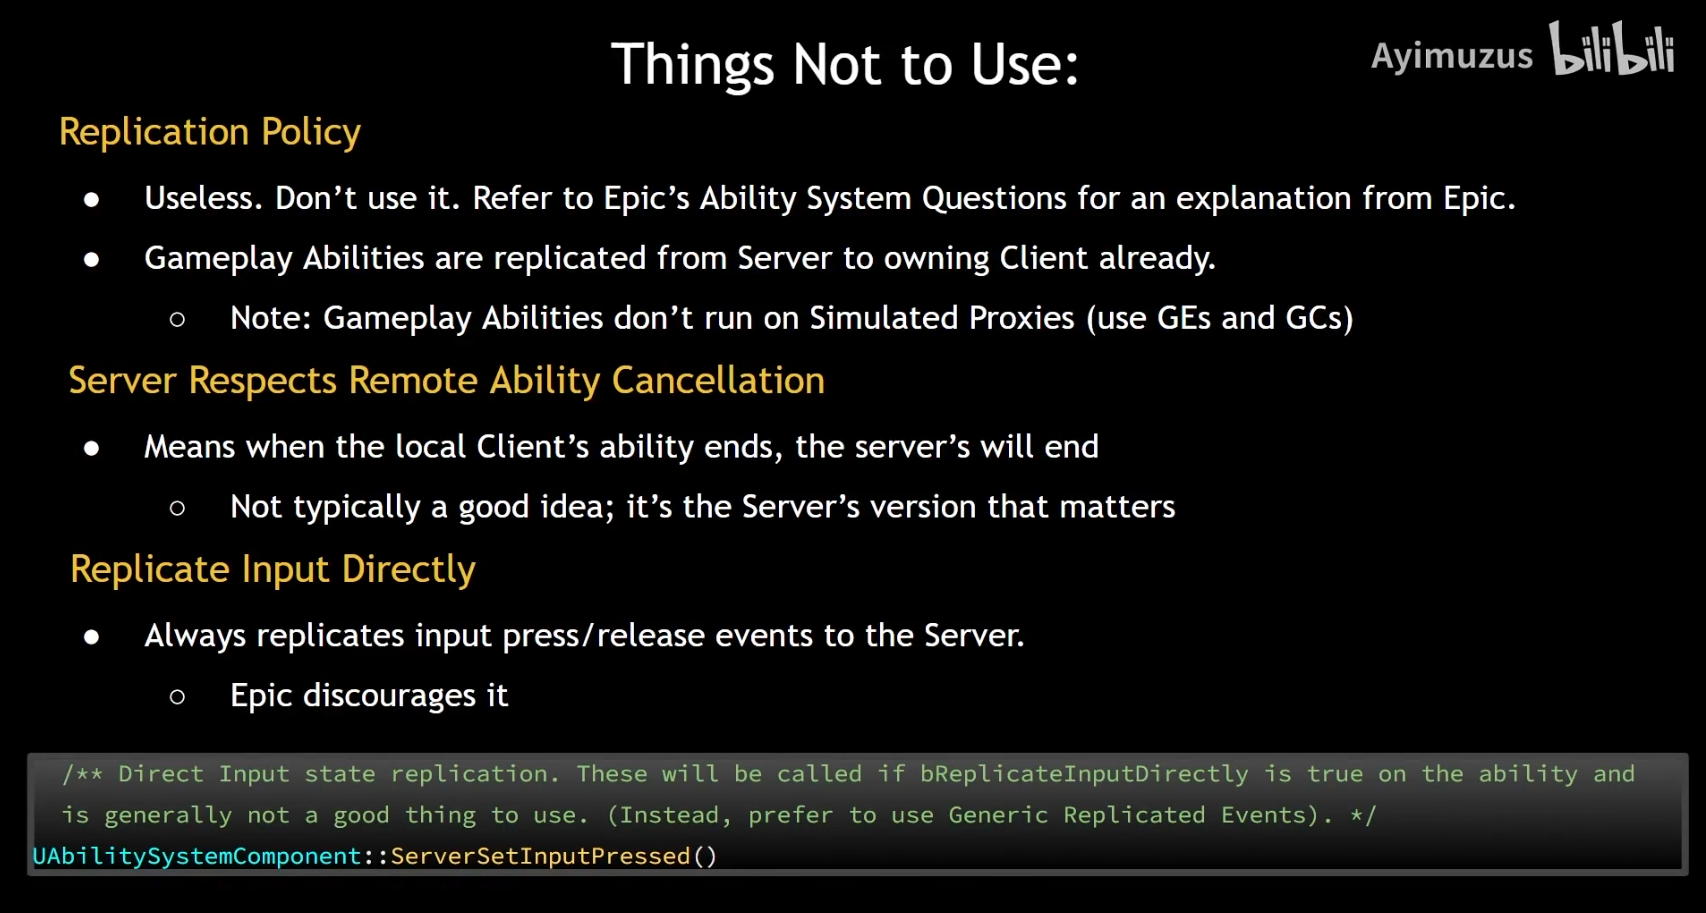 Things Not to Use:
Ayimuzus bilibili
Replication Policy
● Useless. Don’t use it. Refer to Epic’s Ability System Questions for an explanation from Epic.
● Gameplay Abilities are replicated from Server to owning Client already.
○ Note: Gameplay Abilities don’t run on Simulated Proxies (use GEs and GCs)
Server Respects Remote Ability Cancellation
● Means when the local Client’s ability ends, the server’s will end
○ Not typically a good idea; it’s the Server’s version that matters
Replicate Input Directly
● Always replicates input press/release events to the Server.
○ Epic discourages it
/** Direct Input state replication. These will be called if bReplicateInputDirectly is true on the ability and
is generally not a good thing to use. (Instead, prefer to use Generic Replicated Events). */
UAbilitySystemComponent::ServerSetInputPressed()